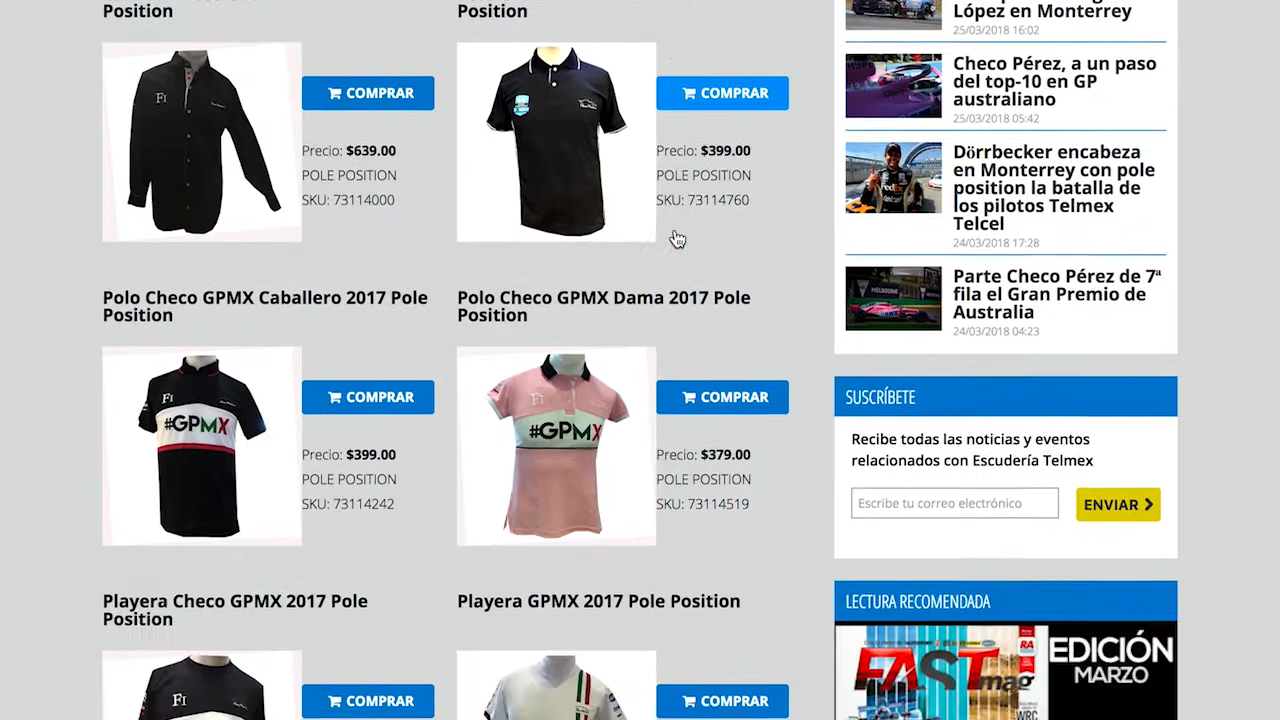 Position
Position
COMPRAR
Precio: $639.00
POLE POSITION
SKU: 73114000
COMPRAR
Precio: $399.00
POLE POSITION
SKU: 73114760
Polo Checo GPMX Caballero 2017 Pole
Position
#GPMX
COMPRAR
Precio: $399.00
POLE POSITION
SKU: 73114242
Polo Checo GPMX Dama 2017 Pole
Position
#GPMX
COMPRAR
Precio: $379.00
POLE POSITION
SKU: 73114519
Playera Checo GPMX 2017 Pole
Position
COMPRAR
Playera GPMX 2017 Pole Position
COMPRAR
López en Monterrey
25/03/2018 16:02
Checo Pérez, a un paso
del top-10 en GP
australiano
25/03/2018 05:42
FedEx
Dörrbecker encabeza
en Monterrey con pole
position la batalla de
los pilotos Telmex
Telcel
24/03/2018 17:28
MELBOURNE
Parte Checo Pérez de 7ª
fila el Gran Premio de
Australia
24/03/2018 04:23
SUSCRÍBETE
Recibe todas las noticias y eventos
relacionados con Escudería Telmex
Escribe tu correo electrónico
ENVIAR
LECTURA RECOMENDADA
FAST mag
RA
WRC
EDICIÓN
MARZO